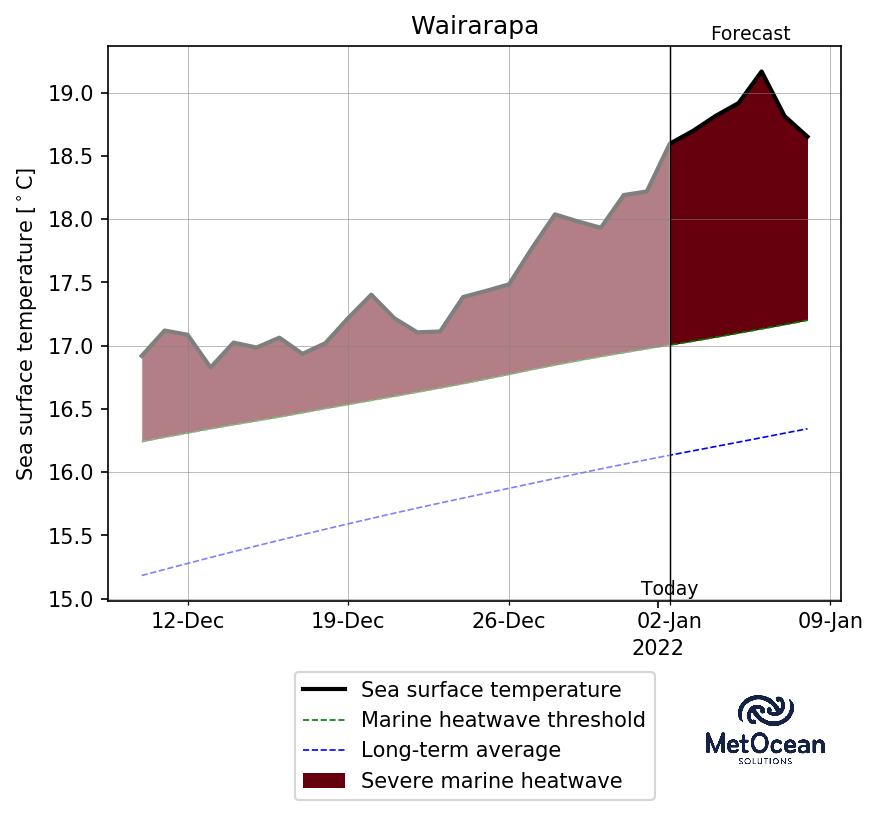 Wairarapa
Forecast
Sea surface temperature [°C]
19.0
18.5
18.0
17.5
17.0
16.5
16.0
15.5
15.0
Today
12-Dec 19-Dec 26-Dec 02-Jan 09-Jan
2022
Sea surface temperature
Marine heatwave threshold
Long-term average
Severe marine heatwave
MetOcean
SOLUTIONS